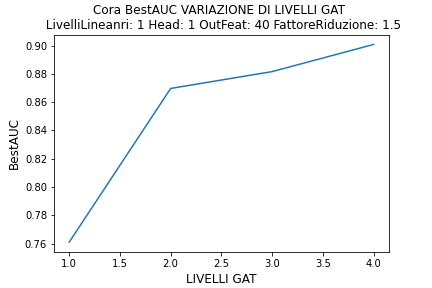 Cora BestAUC VARIAZIONE DI LIVELLI GAT
LivelliLineanri: 1 Head: 1 OutFeat: 40 FattoreRiduzione: 1.5
0.90
0.88
0.86
0.84
0.82
0.80
0.78
0.76
BestAUC
1.0 1.5 2.0 2.5 3.0 3.5 4.0
LIVELLI GAT